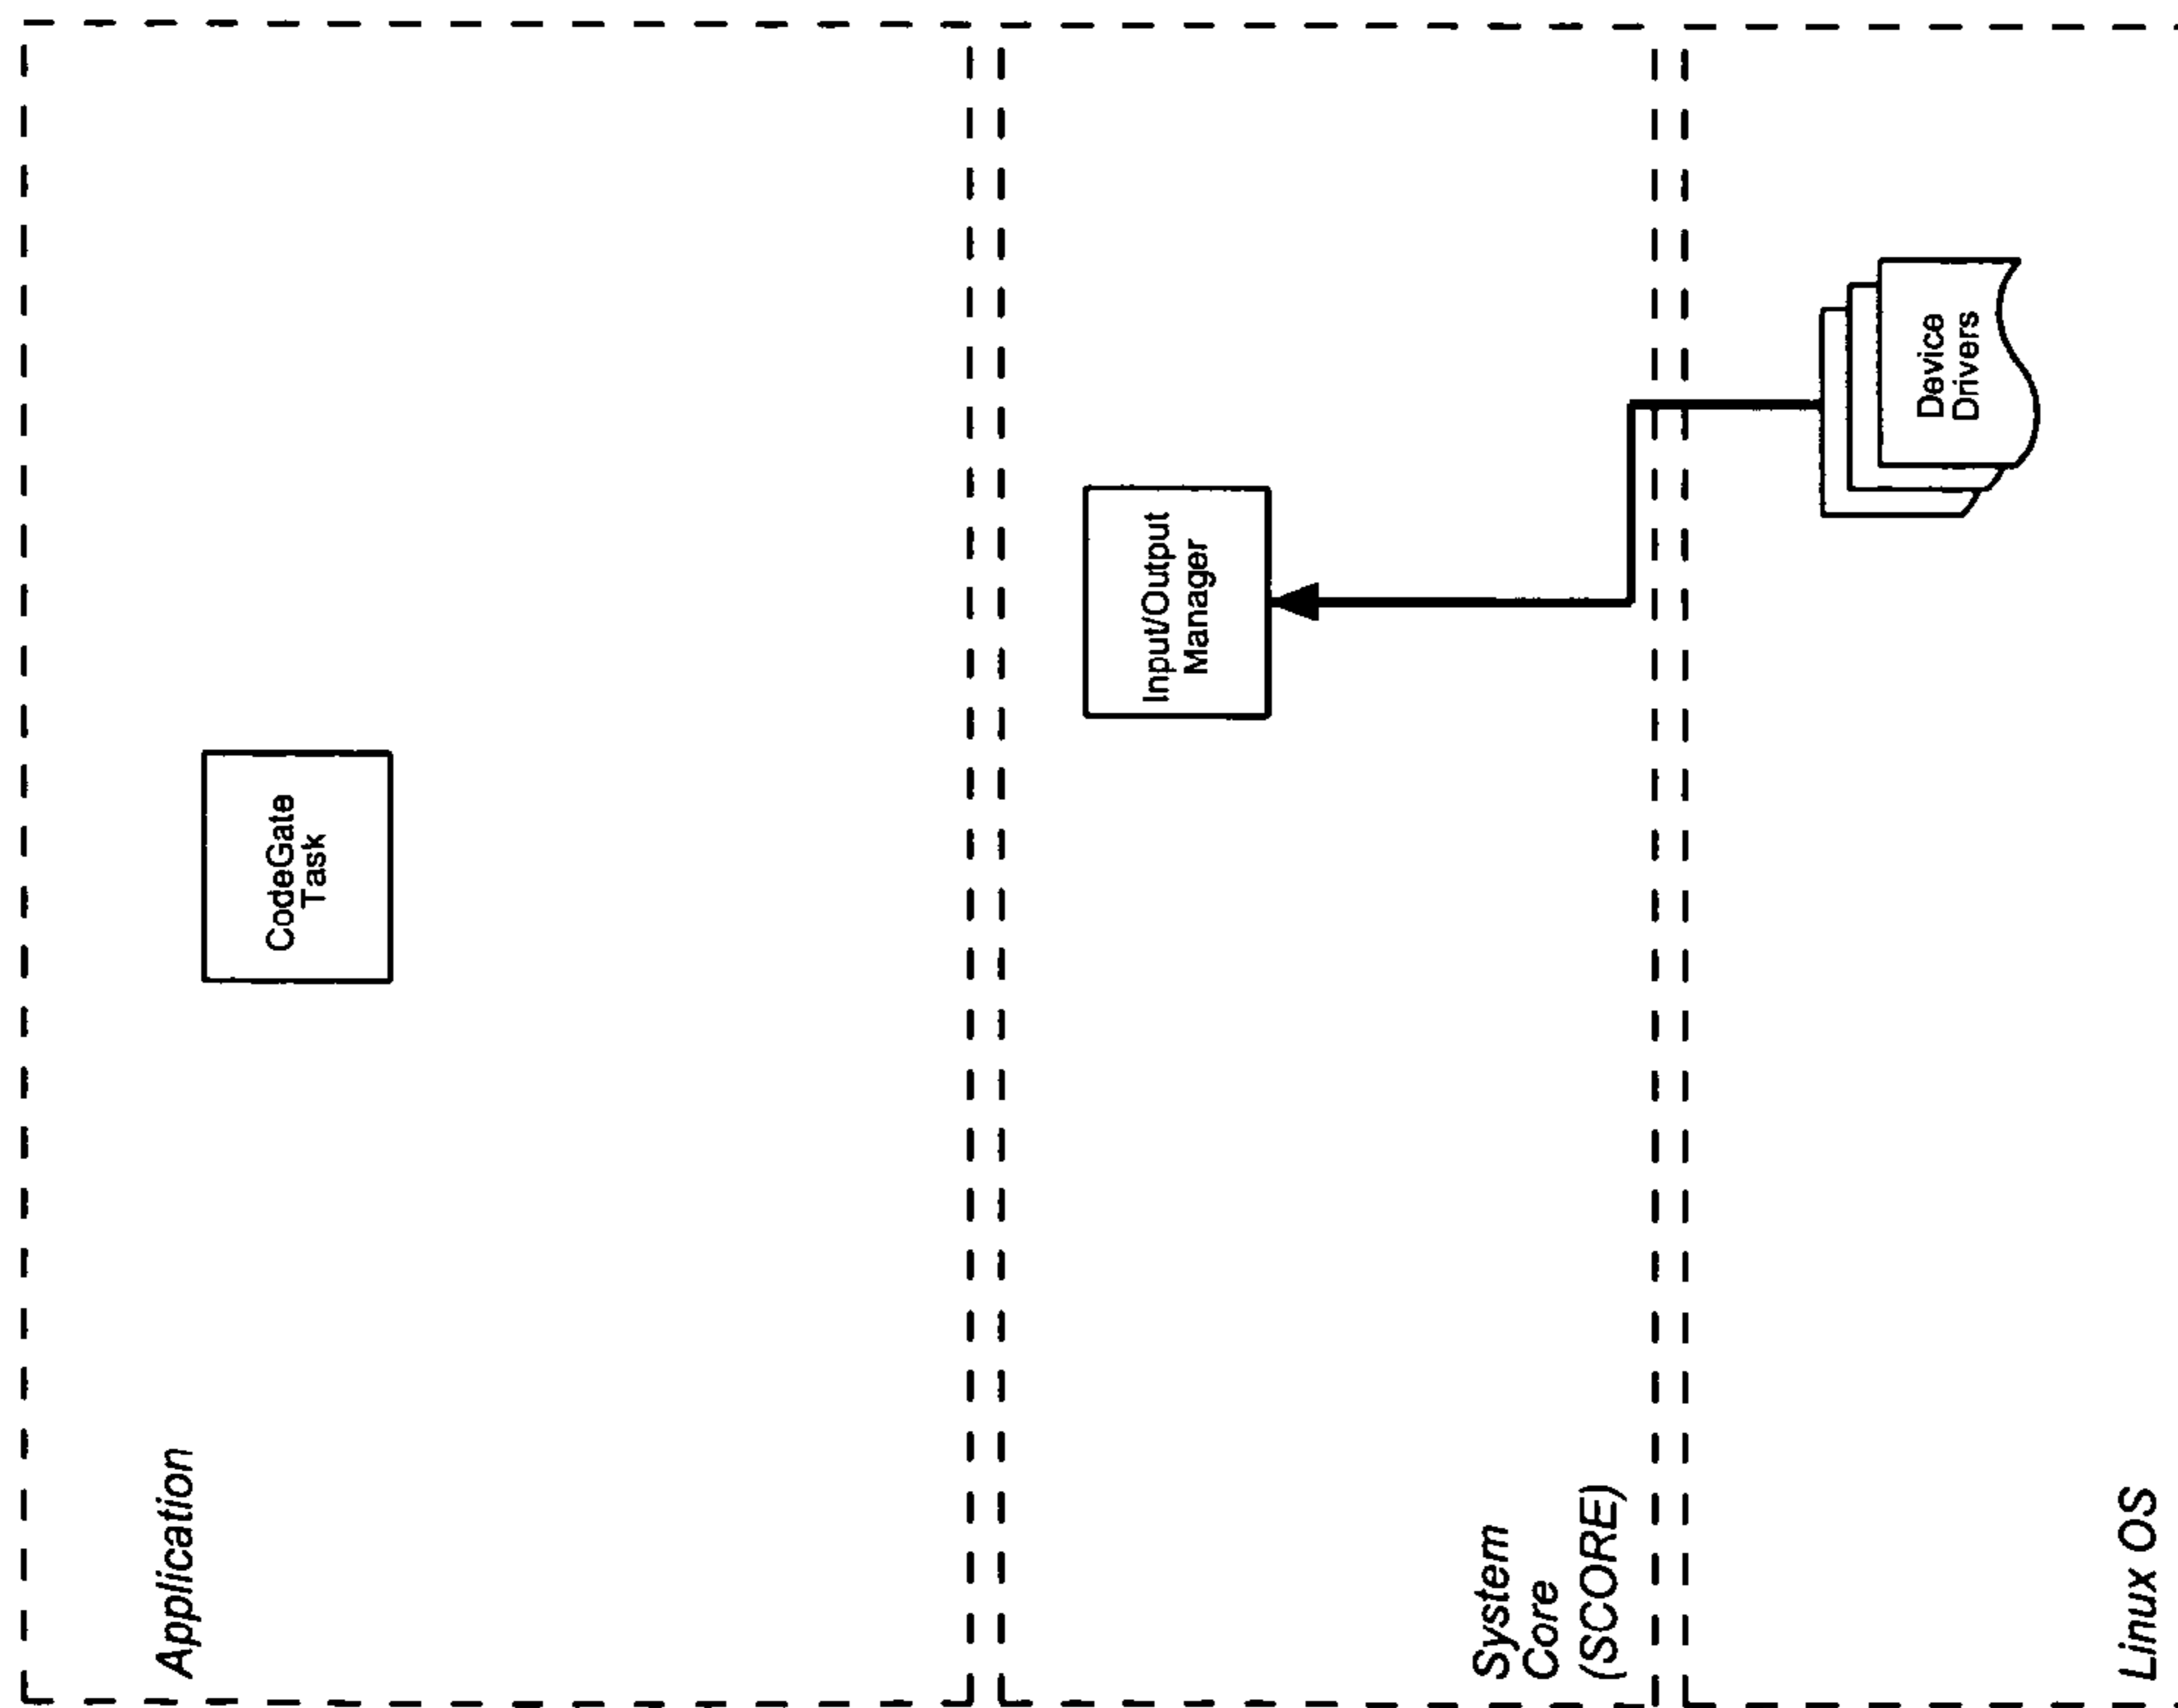 Application
CodeGate
Task
Input/Output
Manager
System
Core
(SCORE)
Device
Drivers
Linux OS